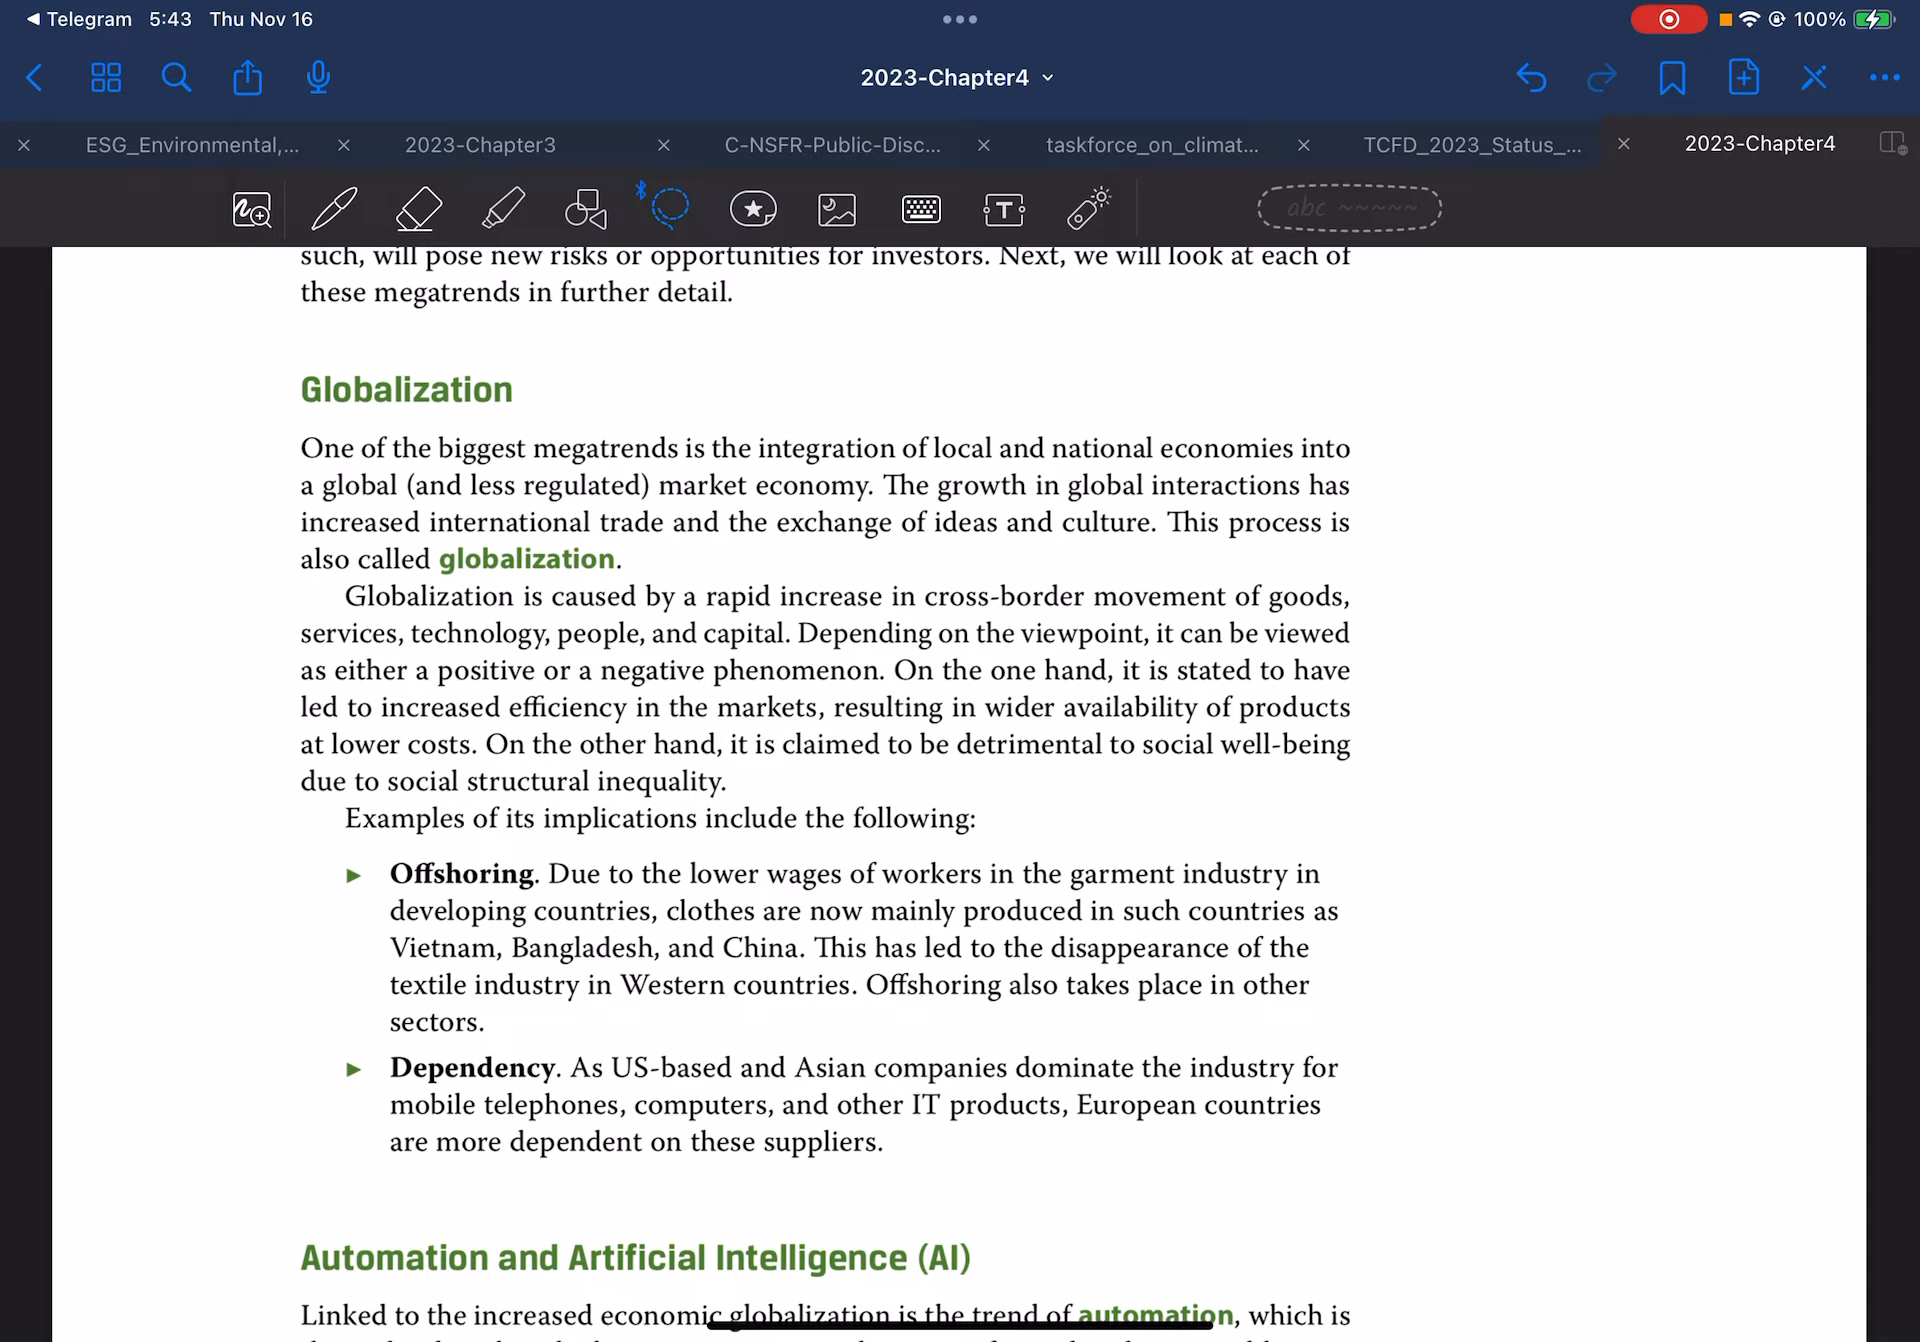 ◀ Telegram 5:43 Thu Nov 16
100%
2023-Chapter4
ESG_Environmental,...
2023-Chapter3
C-NSFR-Public-Disc...
taskforce_on_climat...
TCFD_2023_Status_...
2023-Chapter4
abc
such, will pose new risks or opportunities for investors. Next, we will look at each of
these megatrends in further detail.
Globalization
One of the biggest megatrends is the integration of local and national economies into
a global (and less regulated) market economy. The growth in global interactions has
increased international trade and the exchange of ideas and culture. This process is
also called globalization.
Globalization is caused by a rapid increase in cross-border movement of goods,
services, technology, people, and capital. Depending on the viewpoint, it can be viewed
as either a positive or a negative phenomenon. On the one hand, it is stated to have
led to increased efficiency in the markets, resulting in wider availability of products
at lower costs. On the other hand, it is claimed to be detrimental to social well-being
due to social structural inequality.
Examples of its implications include the following:
▶ Offshoring. Due to the lower wages of workers in the garment industry in
developing countries, clothes are now mainly produced in such countries as
Vietnam, Bangladesh, and China. This has led to the disappearance of the
textile industry in Western countries. Offshoring also takes place in other
sectors.
▶ Dependency. As US-based and Asian companies dominate the industry for
mobile telephones, computers, and other IT products, European countries
are more dependent on these suppliers.
Automation and Artificial Intelligence (AI)
Linked to the increased economic globalization is the trend of automation, which is